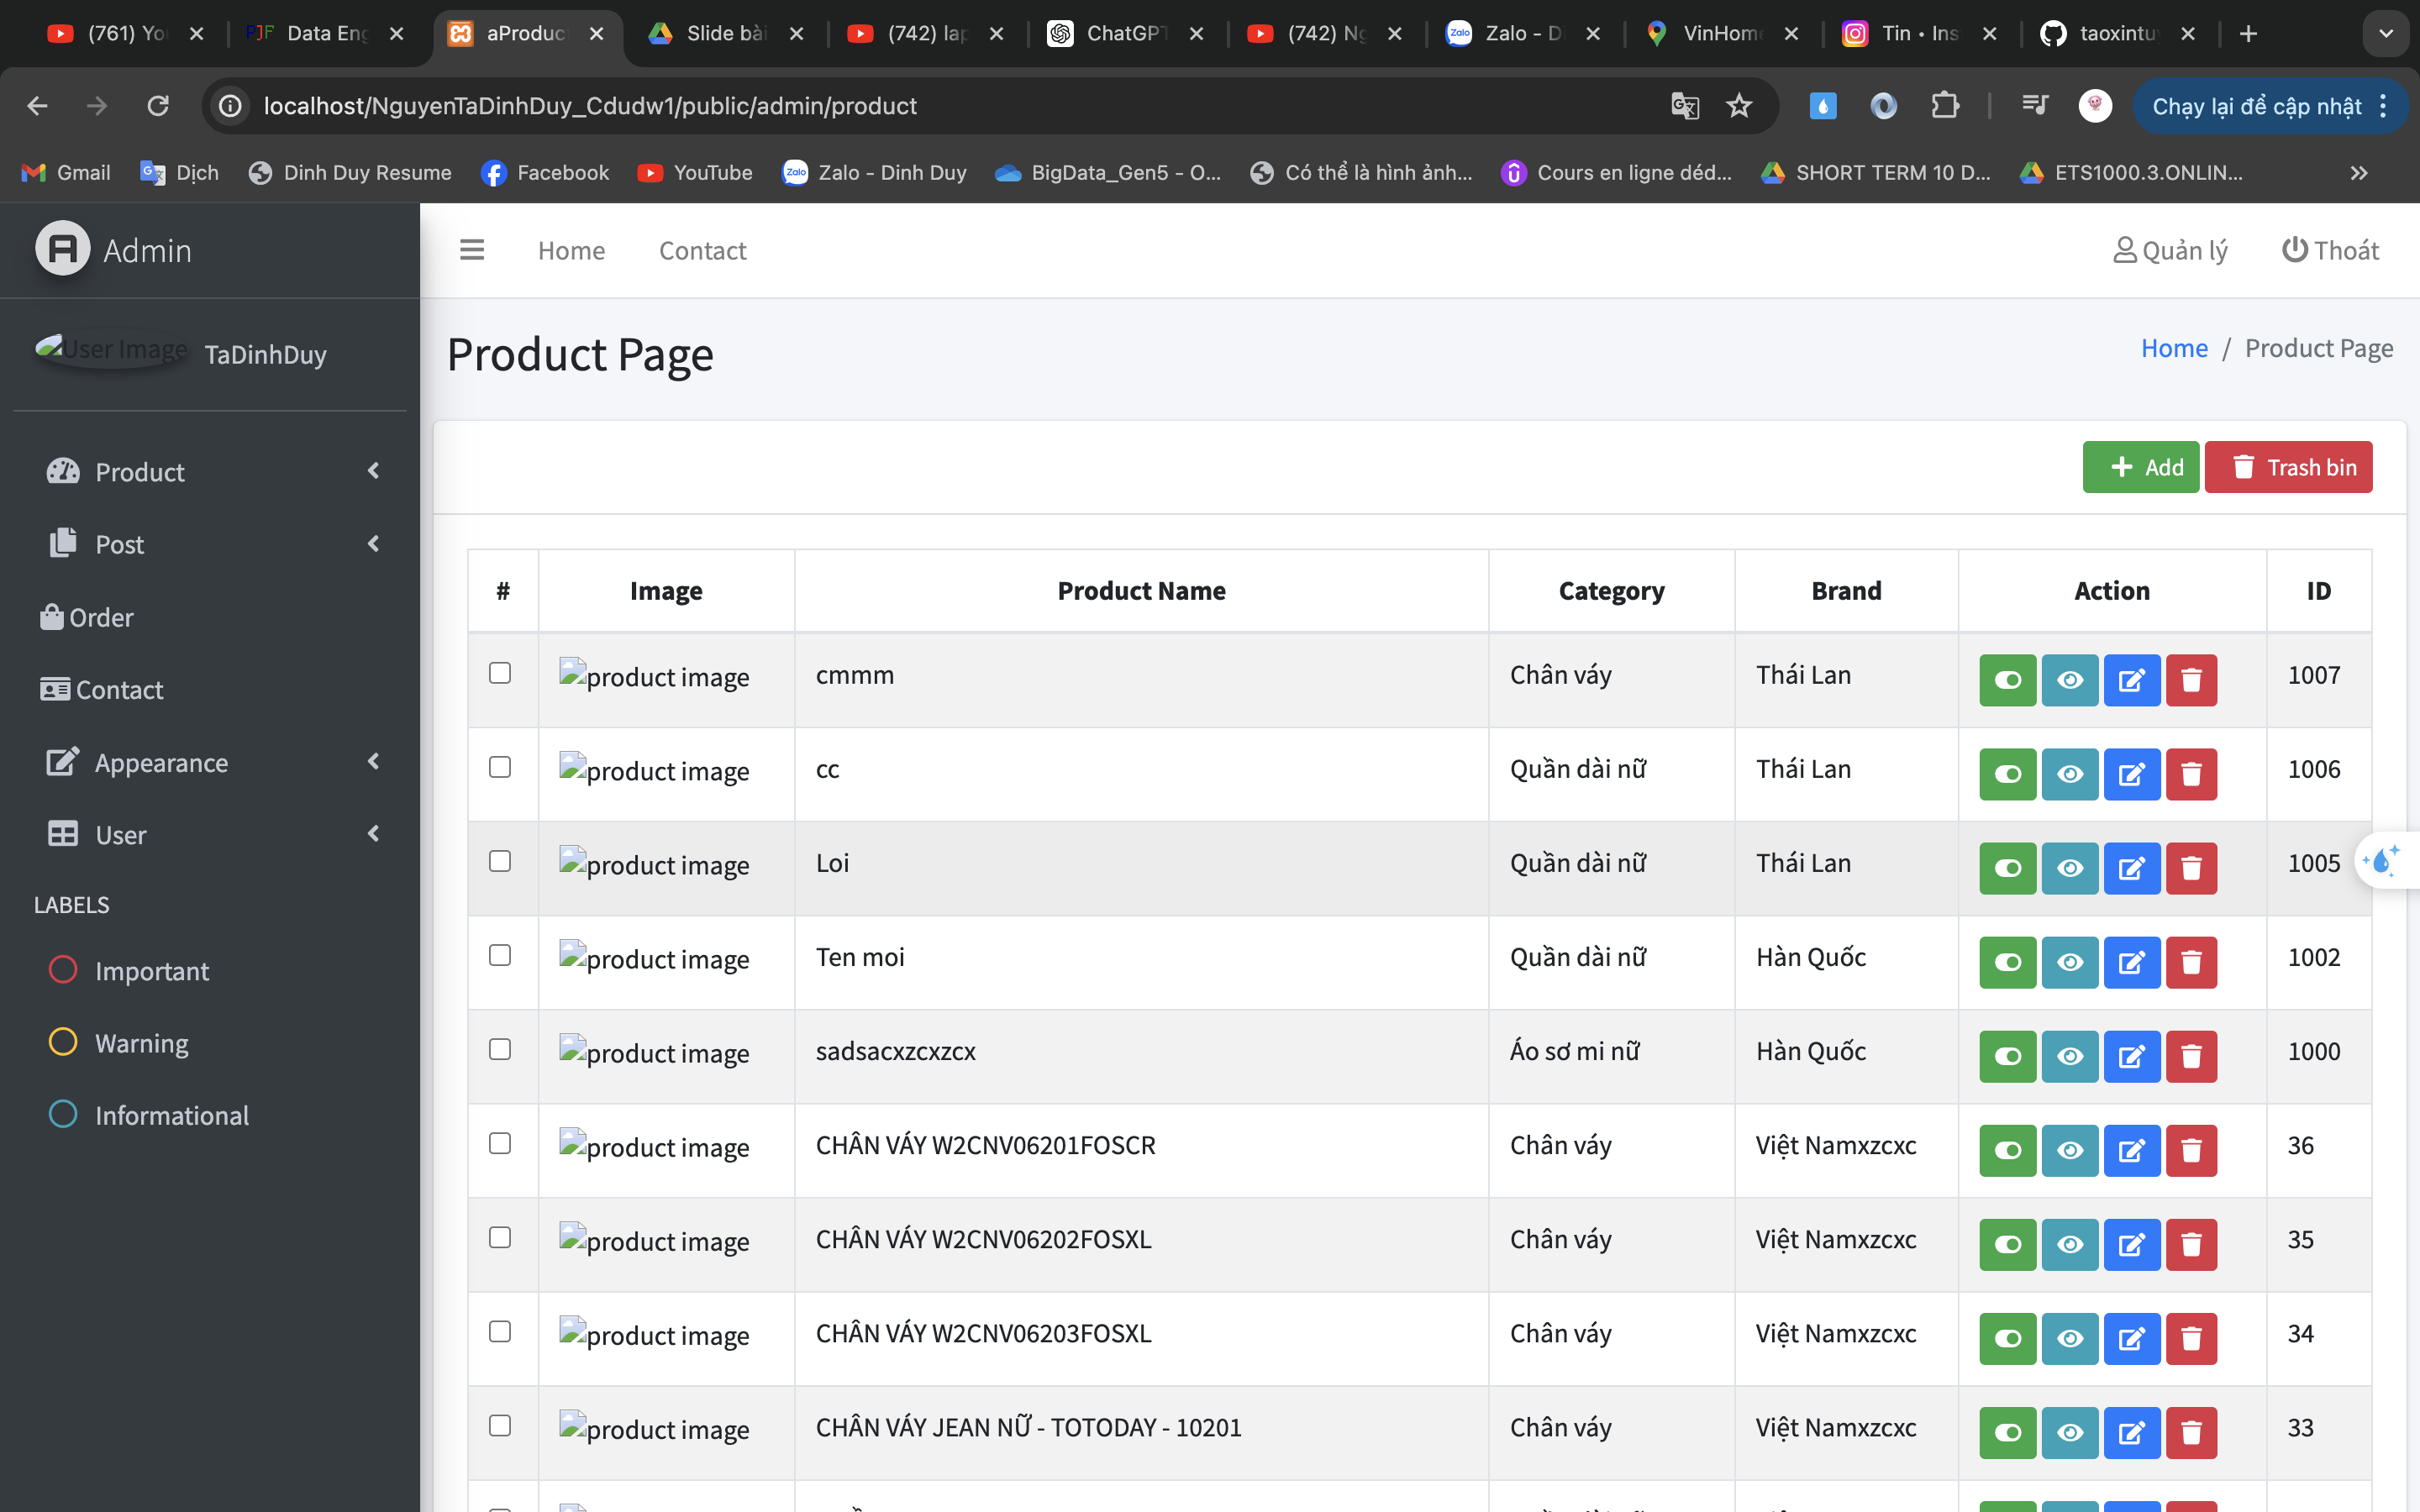 (761) Yo
PJF Data Eng
aProduc
Slide bài
(742) lap
ChatGPT
(742) Ng
Zalo Zalo - D
VinHome
Tin • Ins
taoxintu
localhost/NguyenTaDinhDuy_Cdudw1/public/admin/product
Chạy lại để cập nhật
Gmail
Dịch
Dinh Duy Resume
Facebook
YouTube
Zalo Zalo - Dinh Duy
BigData_Gen5 - O...
Có thể là hình ảnh...
Cours en ligne déd...
SHORT TERM 10 D...
ETS1000.3.ONLIN...
A Admin
Home
Contact
Quản lý
Thoát
User Image TaDinhDuy
Product
Post
Order
Contact
Appearance
User
LABELS
Important
Warning
Informational
Product Page
Home / Product Page
Add
Trash bin
# Image Product Name Category Brand Action ID
product image cmmm Chân váy Thái Lan 1007
product image cc Quần dài nữ Thái Lan 1006
product image Loi Quần dài nữ Thái Lan 1005
product image Ten moi Quần dài nữ Hàn Quốc 1002
product image sadsacxzcxzcx Áo sơ mi nữ Hàn Quốc 1000
product image CHÂN VÁY W2CNV06201FOSCR Chân váy Việt Namxzcxc 36
product image CHÂN VÁY W2CNV06202FOSXL Chân váy Việt Namxzcxc 35
product image CHÂN VÁY W2CNV06203FOSXL Chân váy Việt Namxzcxc 34
product image CHÂN VÁY JEAN NỮ - TOTODAY - 10201 Chân váy Việt Namxzcxc 33